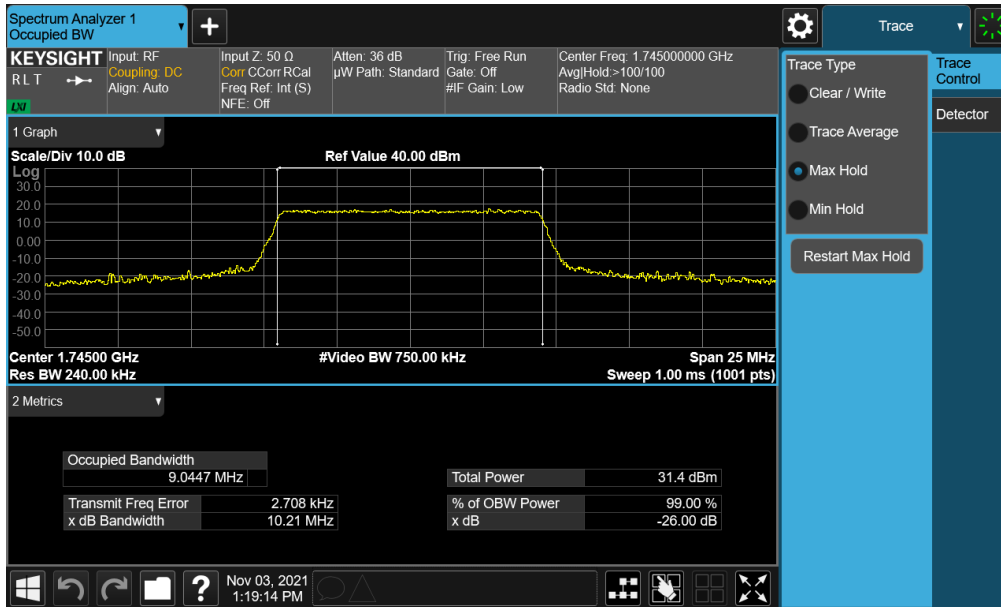 Spectrum Analyzer 1
Occupied BW
+
Trace
KEYSIGHT
R L T
LXI
Input: RF
Coupling: DC
Align: Auto
Input Z: 50 Ω
Corr CCorr RCal
Freq Ref: Int (S)
NFE: Off
Atten: 36 dB
µW Path: Standard
Trig: Free Run
Gate: Off
#IF Gain: Low
Center Freq: 1.745000000 GHz
Avg|Hold:>100/100
Radio Std: None
1 Graph
Scale/Div 10.0 dB
Ref Value 40.00 dBm
Log
30.0
20.0
10.0
0.00
-10.0
-20.0
-30.0
-40.0
-50.0
Center 1.74500 GHz
#Video BW 750.00 kHz
Span 25 MHz
Res BW 240.00 kHz
Sweep 1.00 ms (1001 pts)
2 Metrics
Occupied Bandwidth
9.0447 MHz
Total Power 31.4 dBm
Transmit Freq Error 2.708 kHz
% of OBW Power 99.00 %
x dB Bandwidth 10.21 MHz
x dB -26.00 dB
Trace Type
Clear / Write
Trace Average
Max Hold
Min Hold
Restart Max Hold
Trace
Control
Detector
?
Nov 03, 2021
1:19:14 PM